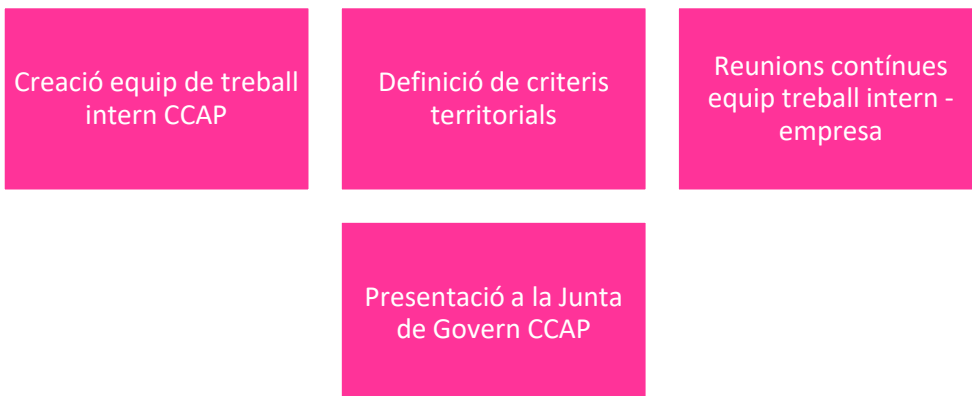 Creació equip de treball
intern CCAP
Definició de criteris
territorials
Reunions contínues
equip treball intern -
empresa
Presentació a la Junta
de Govern CCAP